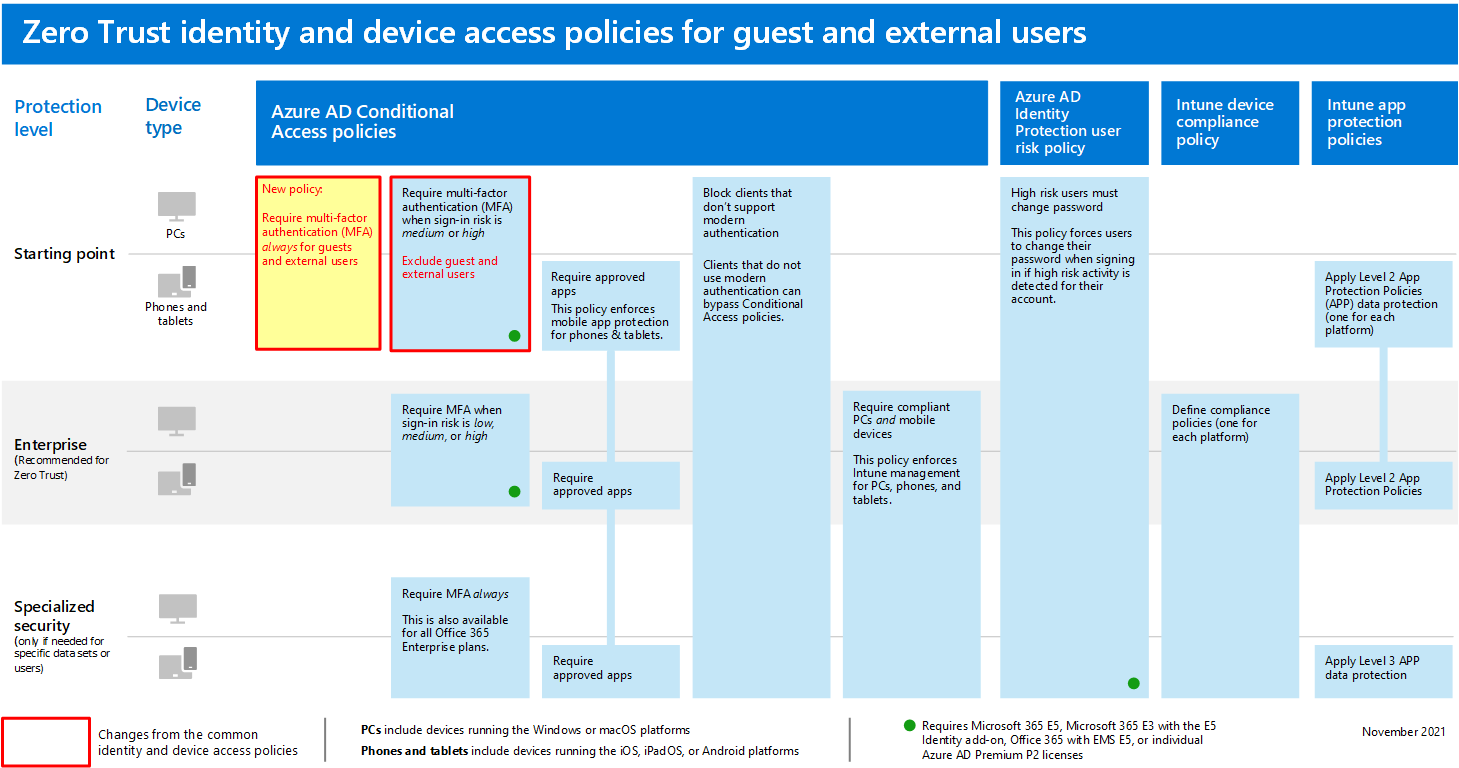 Zero Trust identity and device access policies for guest and external users
Protection
level
Device
type
Azure AD Conditional
Access policies
Azure AD
Identity
Protection user
risk policy
Intune device
compliance
policy
Intune app
protection
policies
Starting point
PCs
Phones and
tablets
New policy:
Require multi-factor
authentication (MFA)
always for guests
and external users
Require multi-factor
authentication (MFA)
when sign-in risk is
medium or high
Exclude guest and
external users
Require approved
apps
This policy enforces
mobile app protection
for phones & tablets.
Block clients that
don't support
modern
authentication
Clients that do not
use modern
authentication can
bypass Conditional
Access policies.
High risk users must
change password
This policy forces users
to change their
password when signing
in if high risk activity is
detected for their
account.
Apply Level 2 App
Protection Policies
(APP) data protection
(one for each
platform)
Enterprise
(Recommended for
Zero Trust)
Require MFA when
sign-in risk is low,
medium, or high
Require
approved apps
Require compliant
PCs and mobile
devices
This policy enforces
Intune management
for PCs, phones, and
tablets.
Define compliance
policies (one for
each platform)
Apply Level 2 App
Protection Policies
Specialized
security
(only if needed for
specific data sets or
users)
Require MFA always
This is also available
for all Office 365
Enterprise plans.
Require
approved apps
Apply Level 3 APP
data protection
Changes from the common
identity and device access policies
PCs include devices running the Windows or macOS platforms
Phones and tablets include devices running the iOS, iPadOS, or Android platforms
Requires Microsoft 365 E5, Microsoft 365 E3 with the E5
Identity add-on, Office 365 with EMS E5, or individual
Azure AD Premium P2 licenses
November 2021